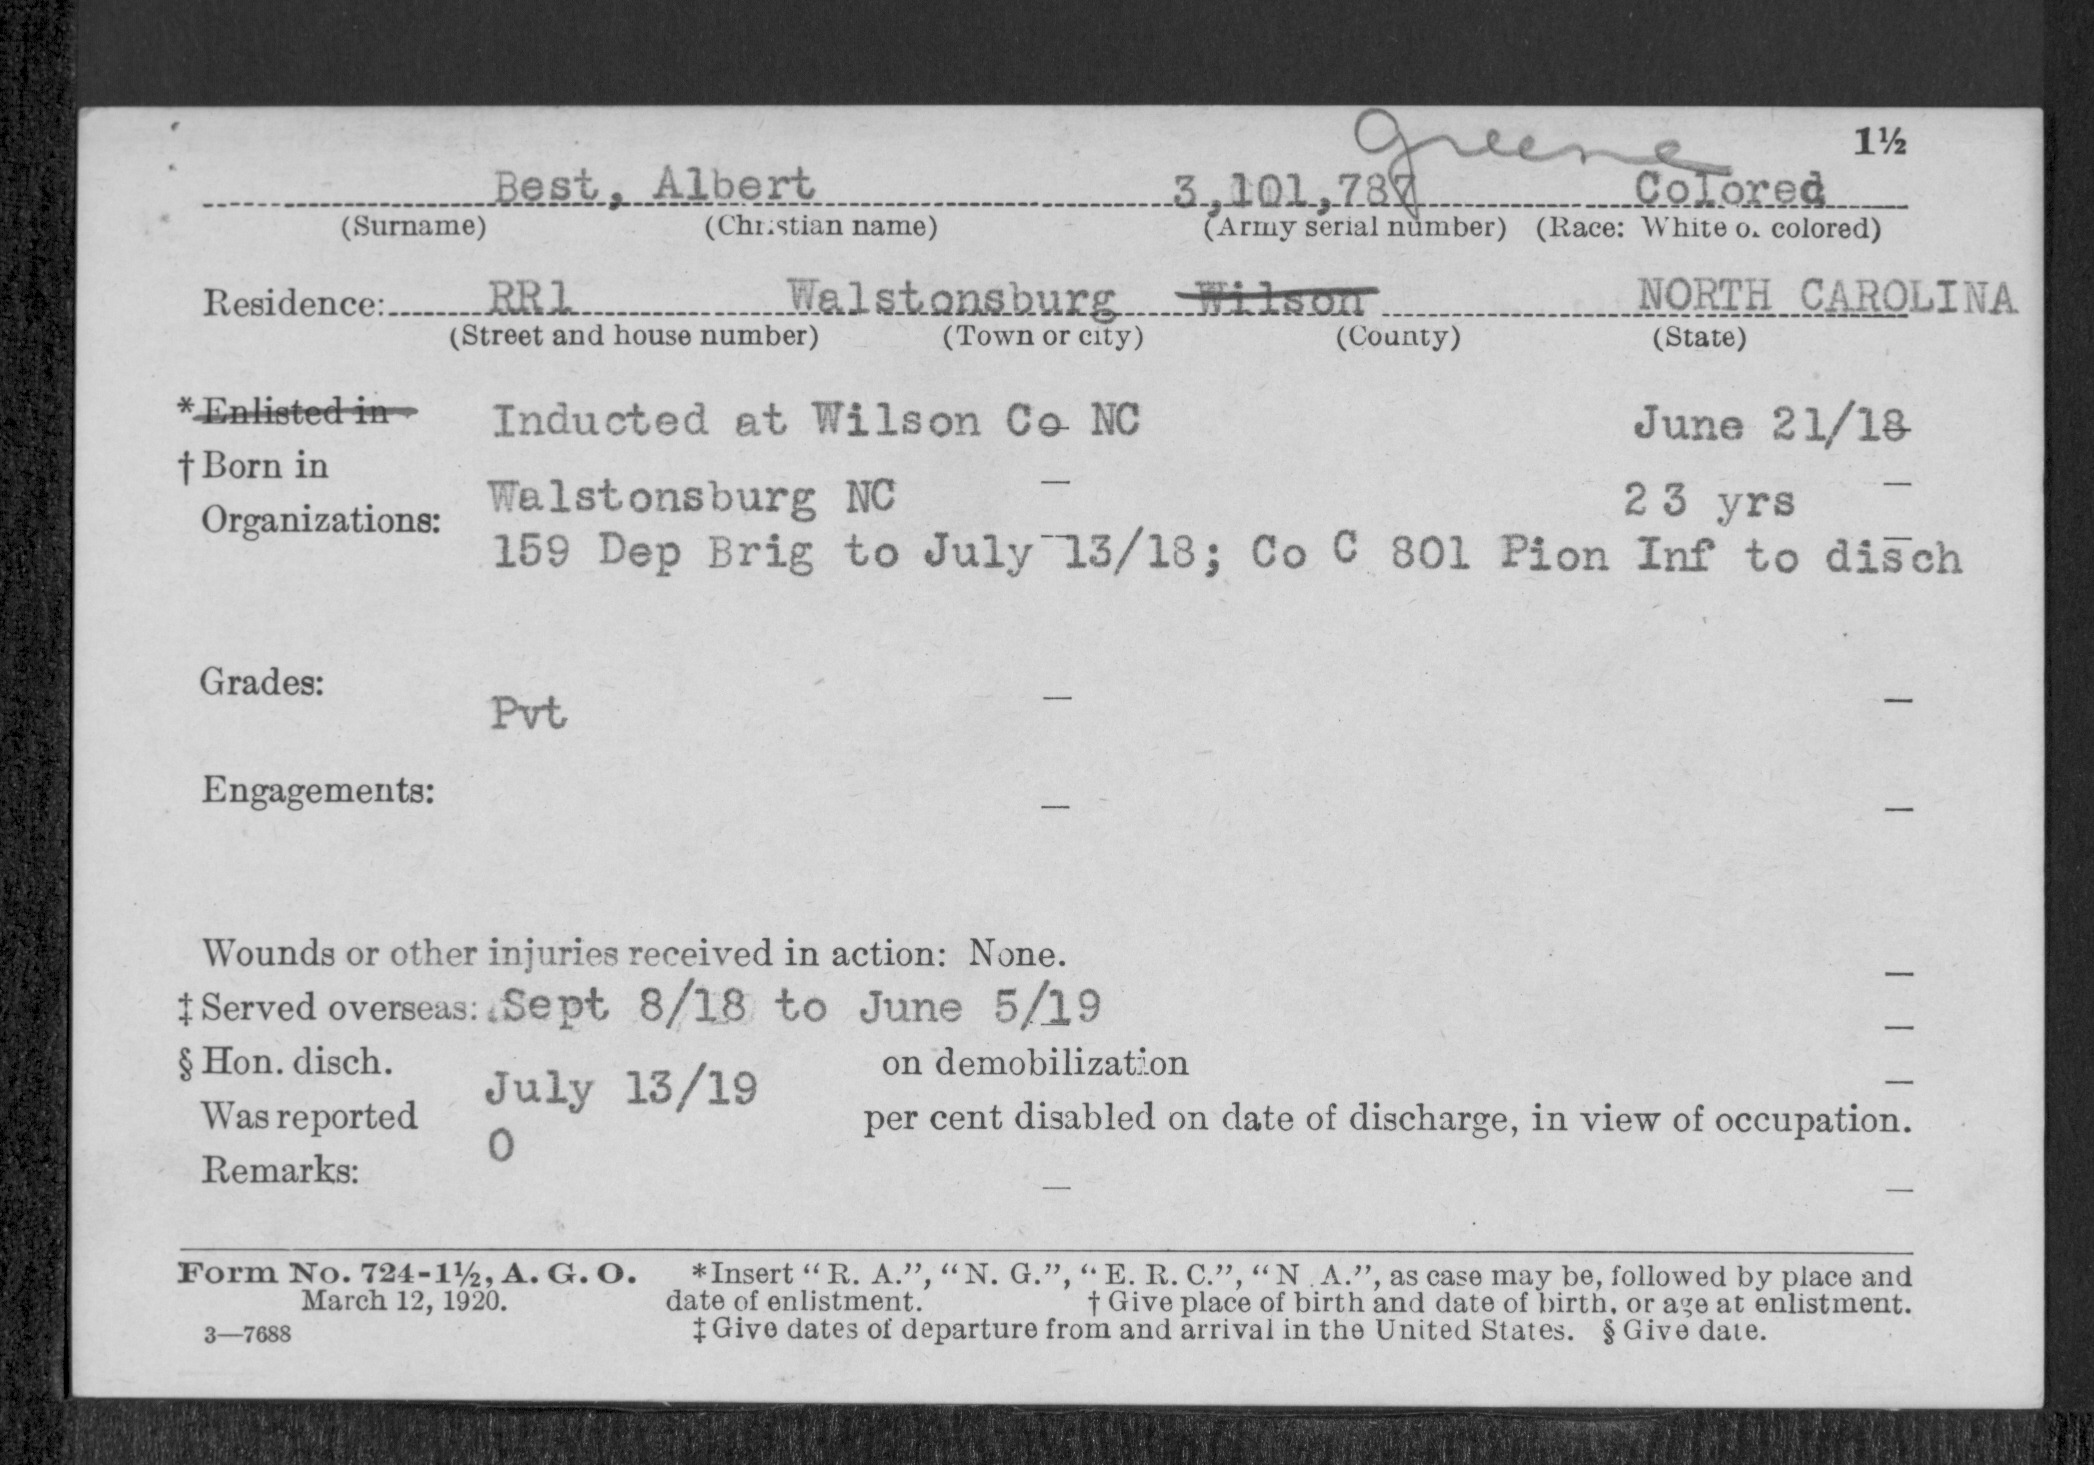 Greene
1½
Best, Albert 3,101,787 Colored
(Surname) (Christian name) (Army serial number) (Race: White or colored)
Residence: RR1 Walstonsburg Wilson NORTH CAROLINA
(Street and house number) (Town or city) (County) (State)
*Enlisted in Inducted at Wilson Co NC June 21/18
†Born in Walstonsburg NC 23 yrs
Organizations: 159 Dep Brig to July 13/18; Co C 801 Pion Inf to disch
Grades: Pvt
Engagements:
Wounds or other injuries received in action: None.
‡Served overseas: Sept 8/18 to June 5/19
§Hon. disch. July 13/19 on demobilization
Was reported 0 per cent disabled on date of discharge, in view of occupation.
Remarks:
Form No. 724-1½, A. G. O. *Insert "R. A.", "N. G.", "E. R. C.", "N. A.", as case may be, followed by place and
March 12, 1920. date of enlistment. †Give place of birth and date of birth, or age at enlistment.
3—7688 ‡Give dates of departure from and arrival in the United States. §Give date.